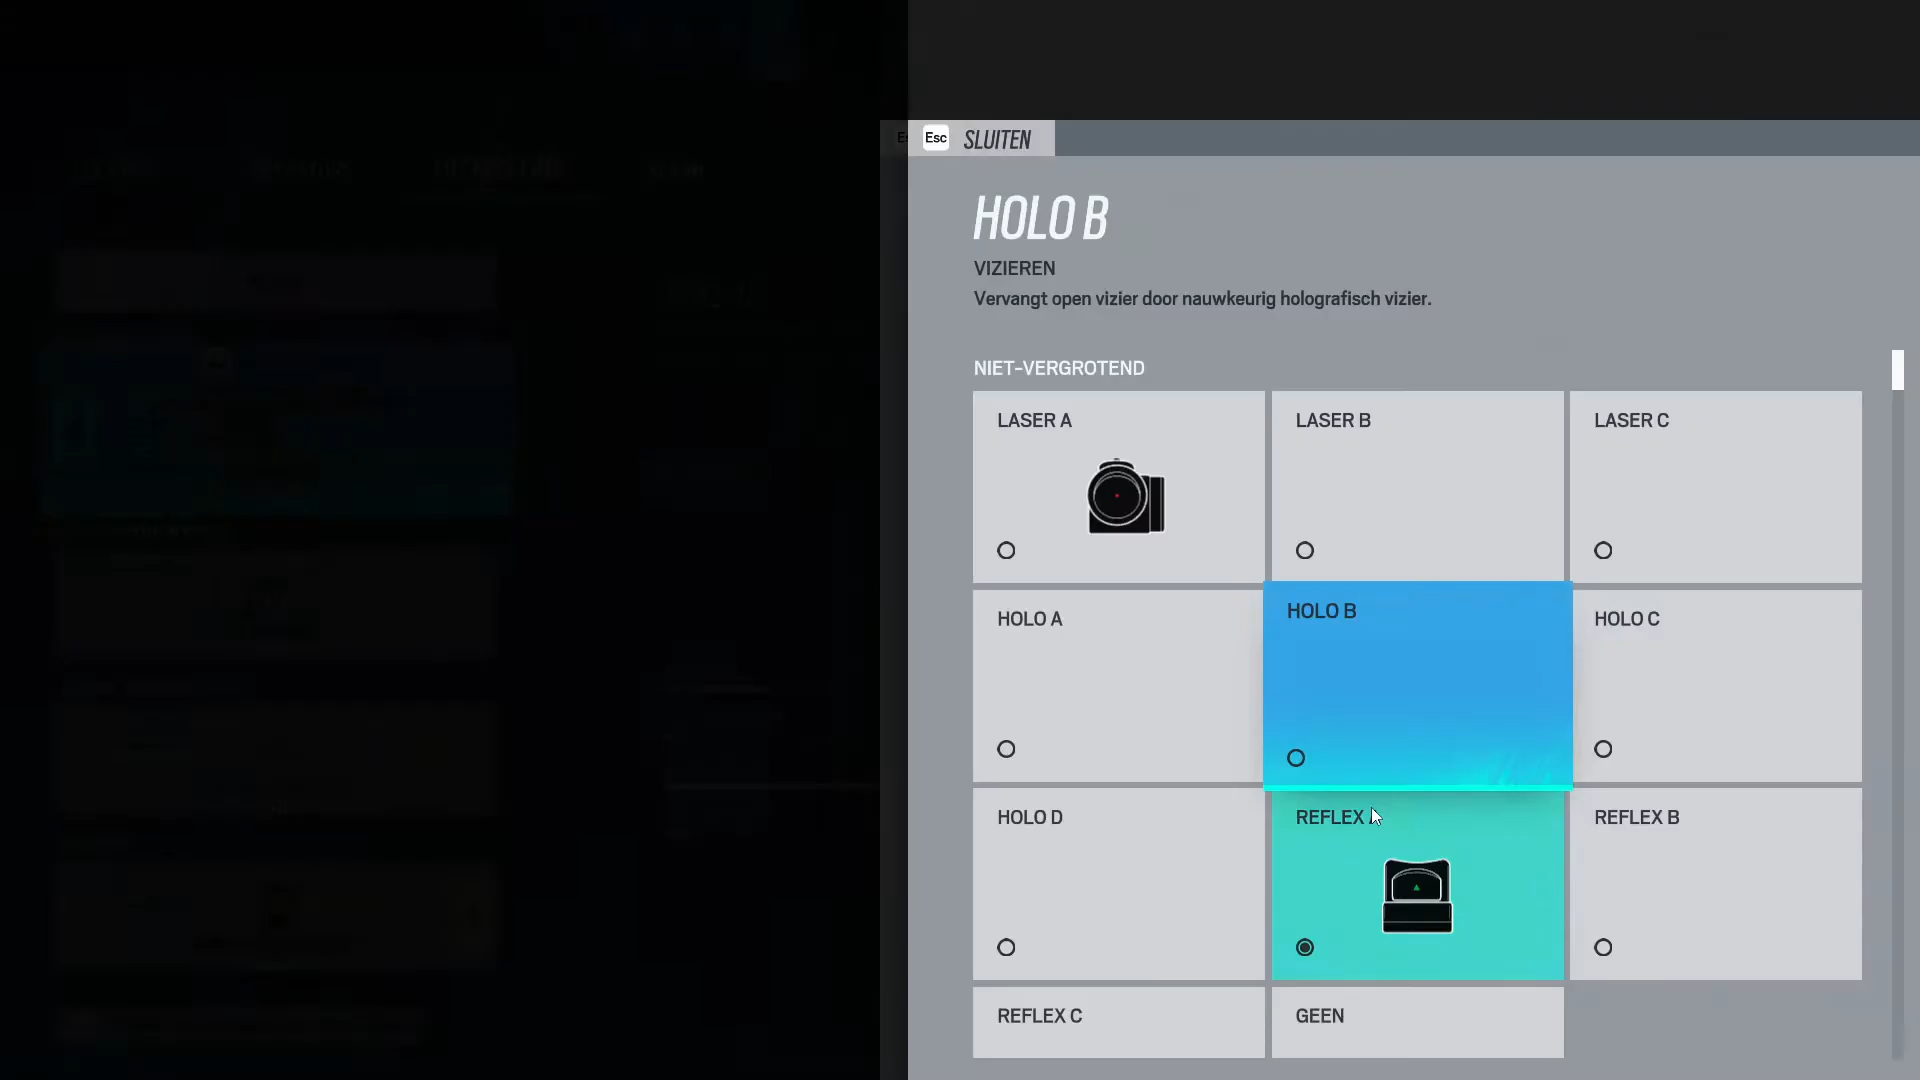 Esc SLUITEN
HOLO B
VIZIEREN
Vervangt open vizier door nauwkeurig holografisch vizier.
NIET-VERGROTEND
LASER A
LASER B
LASER C
HOLO A
HOLO B
HOLO C
HOLO D
REFLEX
REFLEX B
REFLEX C
GEEN